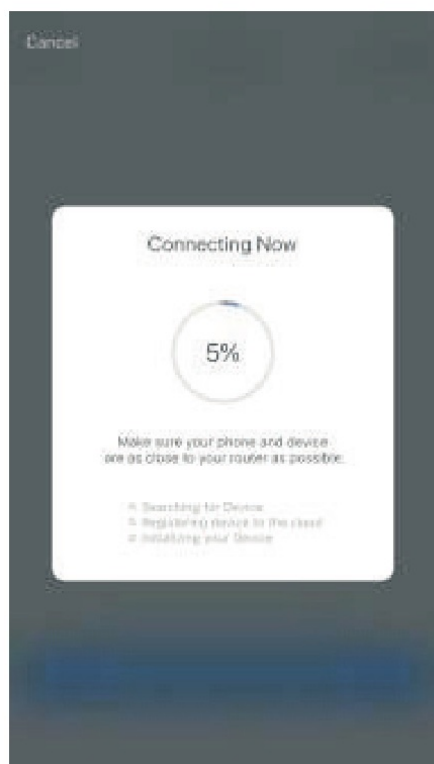 Cancel
Connecting Now
5%
Make sure your phone and device
are as close to your router as possible.
Searching for Device
Registering device to the cloud
Initializing your Device